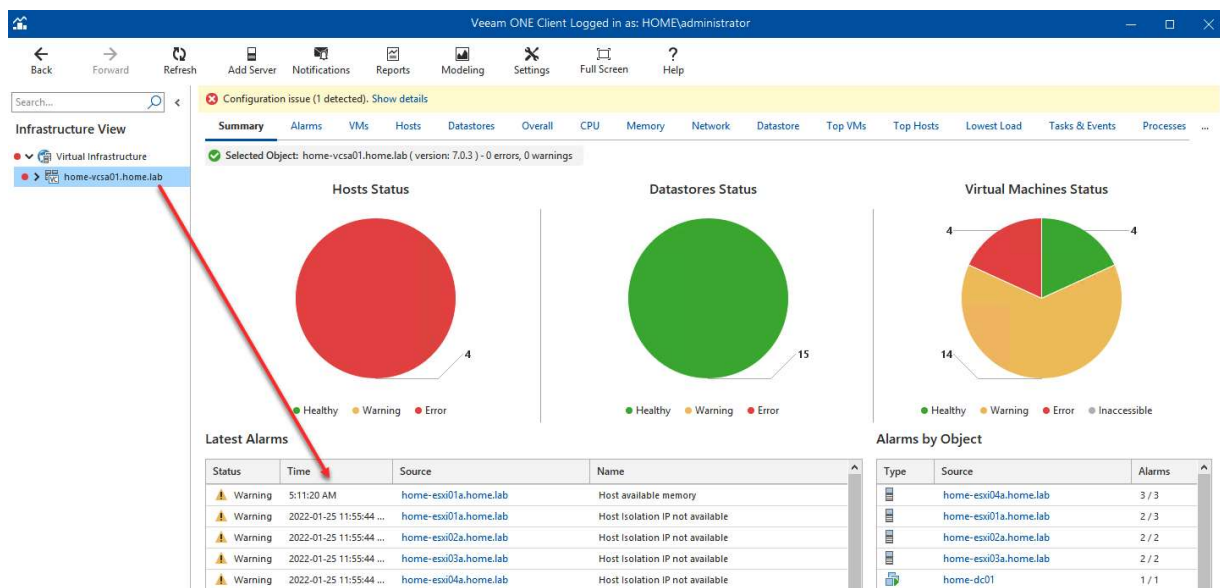 Veeam ONE Client Logged in as: HOME\administrator
Back Forward Refresh Add Server Notifications Reports Modeling Settings Full Screen Help
Search...
Infrastructure View
Virtual Infrastructure
home-vcsa01.home.lab
Configuration issue (1 detected). Show details
Summary Alarms VMs Hosts Datastores Overall CPU Memory Network Datastore Top VMs Top Hosts Lowest Load Tasks & Events Processes ...
Selected Object: home-vcsa01.home.lab ( version: 7.0.3 ) - 0 errors, 0 warnings
Hosts Status
4
Healthy Warning Error
Datastores Status
15
Healthy Warning Error
Virtual Machines Status
4 4
14
Healthy Warning Error Inaccessible
Latest Alarms
Status Time Source Name
Warning 5:11:20 AM home-esxi01a.home.lab Host available memory
Warning 2022-01-25 11:55:44 ... home-esxi01a.home.lab Host Isolation IP not available
Warning 2022-01-25 11:55:44 ... home-esxi02a.home.lab Host Isolation IP not available
Warning 2022-01-25 11:55:44 ... home-esxi03a.home.lab Host Isolation IP not available
Warning 2022-01-25 11:55:44 ... home-esxi04a.home.lab Host Isolation IP not available
Alarms by Object
Type Source Alarms
home-esxi04a.home.lab 3 / 3
home-esxi01a.home.lab 2 / 3
home-esxi02a.home.lab 2 / 2
home-esxi03a.home.lab 2 / 2
home-dc01 1 / 1